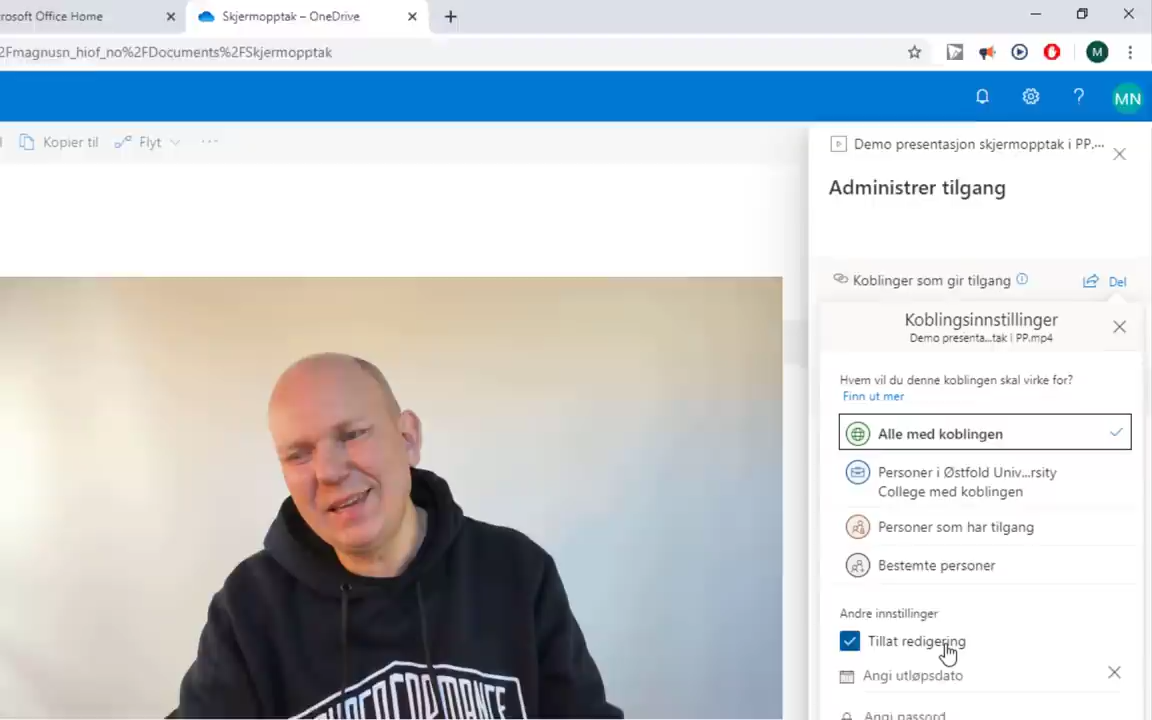 rosoft Office Home
Skjermopptak – OneDrive
2Fmagnusn_hiof_no%2FDocuments%2FSkjermopptak
M
MN
Kopier til
Flyt
Demo presentasjon skjermopptak i PP....
Administrer tilgang
Koblinger som gir tilgang
Del
Koblingsinnstillinger
Demo presenta...tak i PP.mp4
Hvem vil du denne koblingen skal virke for?
Finn ut mer
Alle med koblingen
Personer i Østfold Univ...rsity
College med koblingen
Personer som har tilgang
Bestemte personer
Andre innstillinger
Tillat redigering
Angi utløpsdato
Angi passord